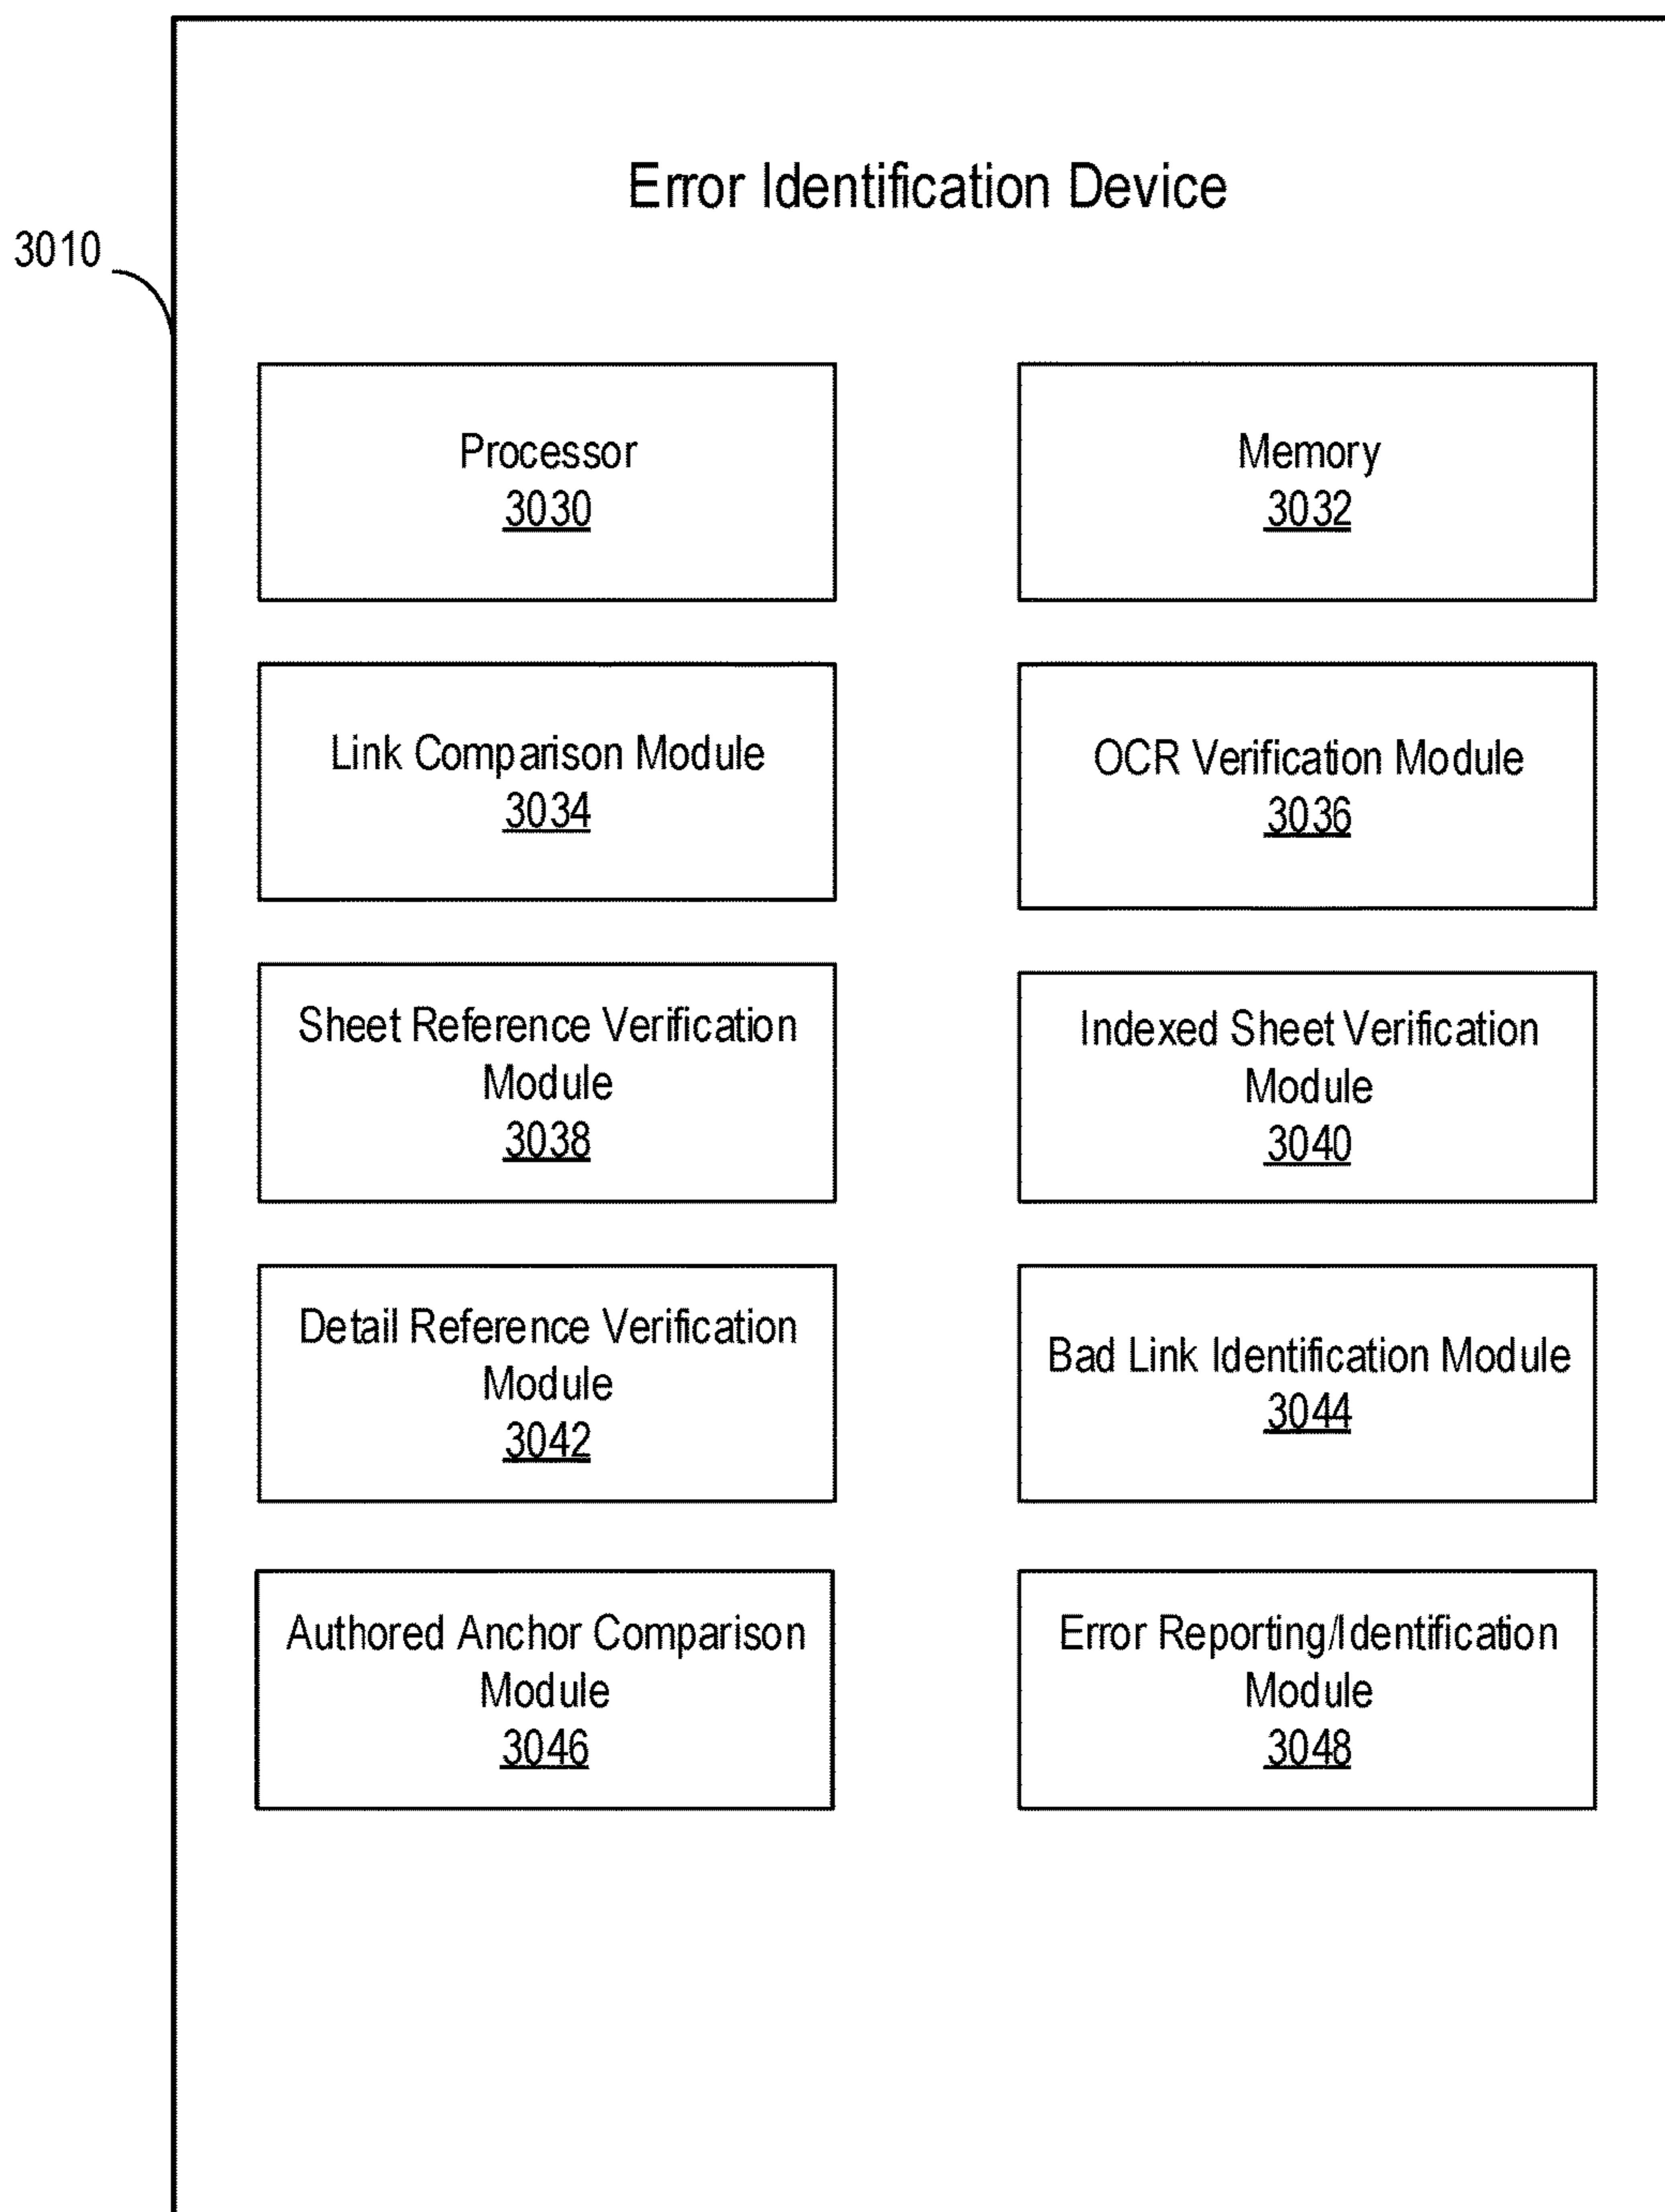 Error Identification Device
3010
Processor
3030
Memory
3032
Link Comparison Module
3034
OCR Verification Module
3036
Sheet Reference Verification
Module
3038
Indexed Sheet Verification
Module
3040
Detail Reference Verification
Module
3042
Bad Link Identification Module
3044
Authored Anchor Comparison
Module
3046
Error Reporting/Identification
Module
3048